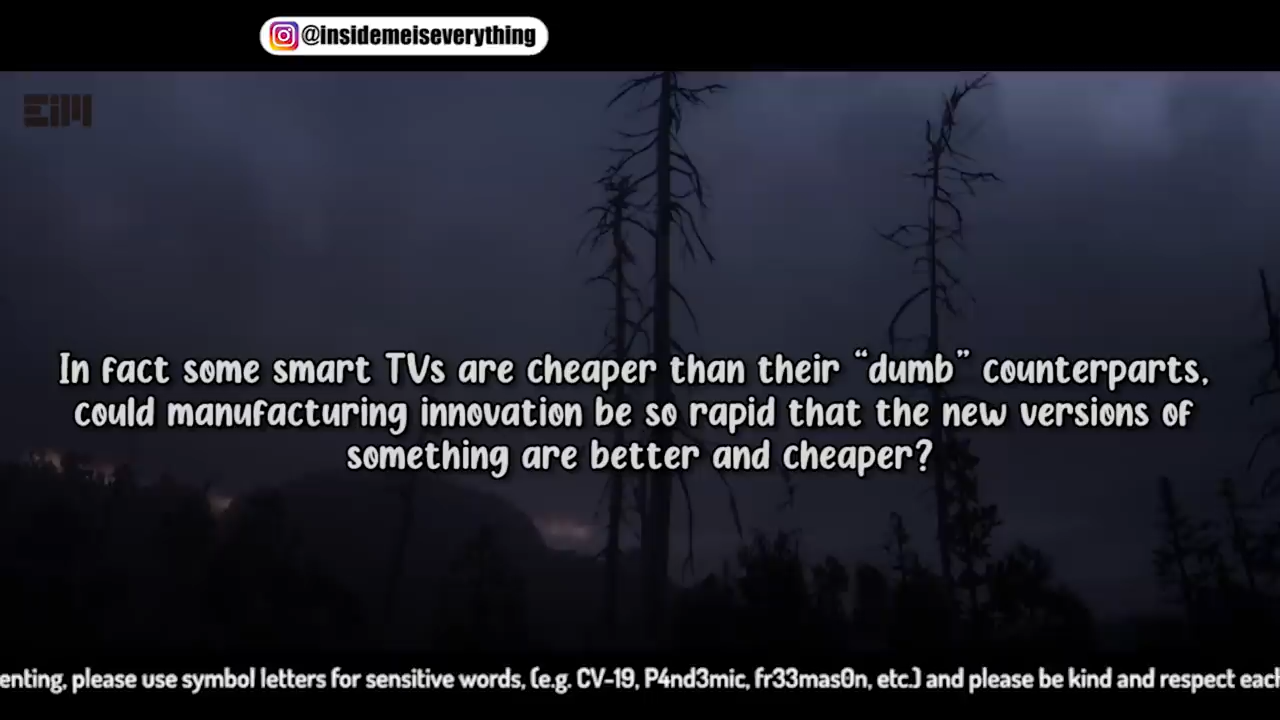 @insidemeiseverything
EiM
In fact some smart TVs are cheaper than their “dumb” counterparts,
could manufacturing innovation be so rapid that the new versions of
something are better and cheaper?
enting, please use symbol letters for sensitive words, (e.g. CV-19, P4nd3mic, fr33mas0n, etc.) and please be kind and respect each